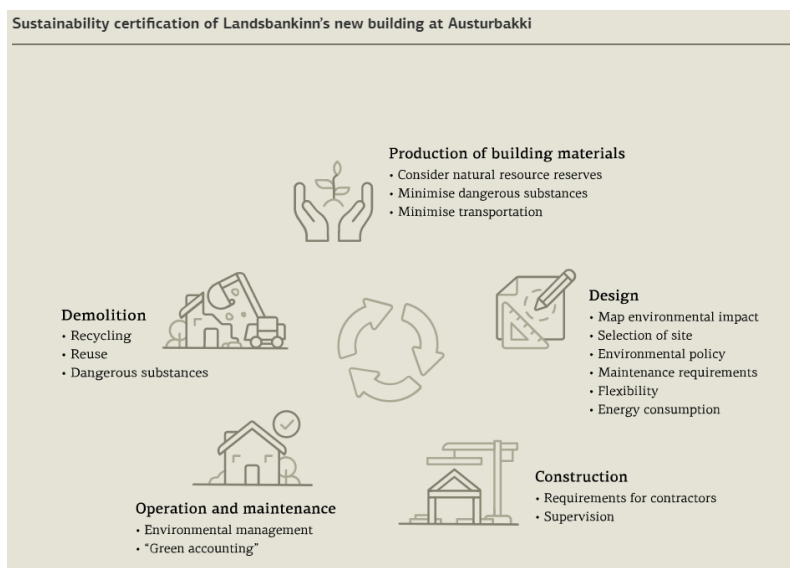 Sustainability certification of Landsbankinn's new building at Austurbakki
Production of building materials
• Consider natural resource reserves
• Minimise dangerous substances
• Minimise transportation
Design
• Map environmental impact
• Selection of site
• Environmental policy
• Maintenance requirements
• Flexibility
• Energy consumption
Construction
• Requirements for contractors
• Supervision
Operation and maintenance
• Environmental management
• “Green accounting”
Demolition
• Recycling
• Reuse
• Dangerous substances